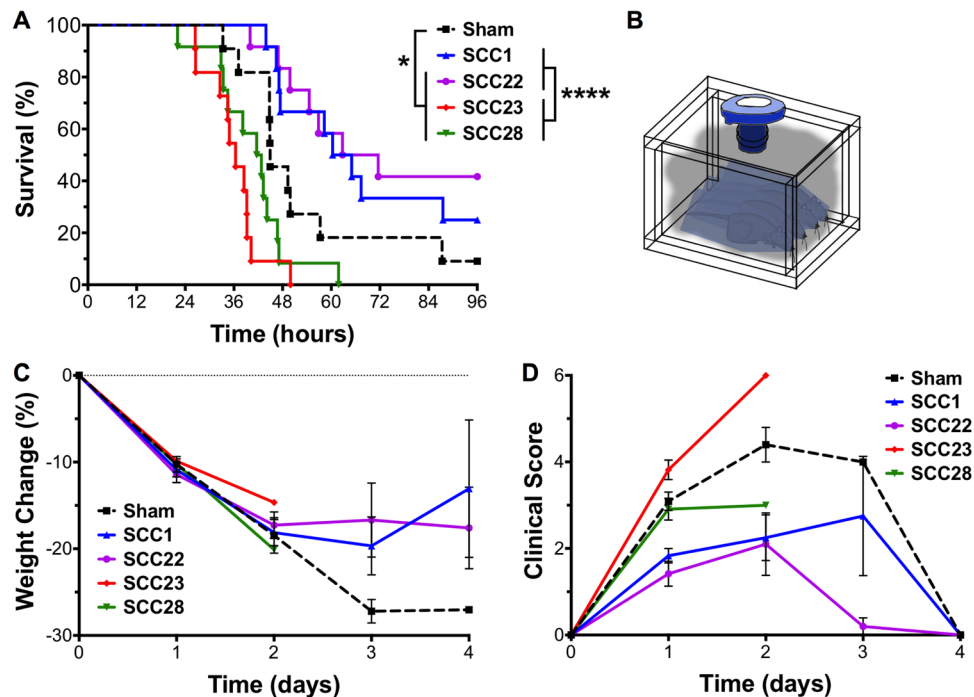 A
B
Survival (%)
100
80
60
40
20
0
0 12 24 36 48 60 72 84 96
Time (hours)
Sham
SCC1
SCC22
SCC23
SCC28
*
****
C
Weight Change (%)
0
-10
-20
-30
0 1 2 3 4
Time (days)
Sham
SCC1
SCC22
SCC23
SCC28
D
Clinical Score
6
4
2
0
0 1 2 3 4
Time (days)
Sham
SCC1
SCC22
SCC23
SCC28